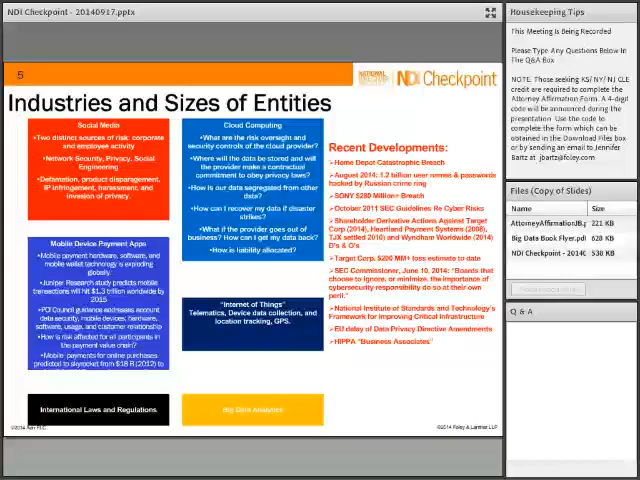 NDI Checkpoint - 20140917.pptx
5
NATIONAL
NDI Checkpoint
Industries and Sizes of Entities
Social Media
Two distinct sources of risk: corporate
and employee activity
Network Security, Privacy, Social
Engineering
Defamation, product disparagement,
IP infringement, harassment, and
invasion of privacy.
Mobile Device Payment Apps
Mobile payment hardware, software, and
mobile wallet technology is exploding
globally.
Juniper Research study predicts mobile
transactions will hit $1.3 trillion worldwide by
2015
PCI Council guidance addresses account
data security, mobile devices, hardware,
software, usage, and customer relationship
How is risk affected for all participants in
the payment value chain?
Mobile payments for online purchases
predicted to skyrocket from $18 B (2012) to
International Laws and Regulations
Cloud Computing
What are the risk oversight and
security controls of the cloud provider?
Where will the data be stored and will
the provider make a contractual
commitment to obey privacy laws?
How is our data segregated from other
data?
How can I recover my data if disaster
strikes?
What if the provider goes out of
business? How can I get my data back?
How is liability allocated?
"Internet of Things"
Telematics, Device data collection, and
location tracking, GPS.
Big Data Analytics
Recent Developments:
Home Depot Catastrophic Breach
August 2014: 1.2 billion user names & passwords
hacked by Russian crime ring
SONY $280 Million+ Breach
October 2011 SEC Guidelines Re Cyber Risks
Shareholder Derivative Actions Against Target
Corp (2014), Heartland Payment Systems (2008),
TJX settled 2010) and Wyndham Worldwide (2014)
D's & O's
Target Corp. $200 MM+ loss estimate to date
SEC Commissioner, June 10, 2014: "Boards that
choose to ignore, or minimize, the importance of
cybersecurity responsibility do so at their own
peril."
National Institute of Standards and Technology's
Framework for Improving Critical Infrastructure
EU delay of Data Privacy Directive Amendments
HIPPA "Business Associates"
©2014 Aon PLC.
©2014 Foley & Lardner LLP
Housekeeping Tips
This Meeting Is Being Recorded
Please Type Any Questions Below In
The Q&A Box
NOTE: Those seeking KS/ NY/ NJ CLE
credit are required to complete the
Attorney Affirmation Form. A 4-digit
code will be announced during the
presentation. Use the code to
complete the form which can be
obtained in the Download Files box
or by sending an email to Jennifer
Bartz at jbartz@foley.com
Files (Copy of Slides)
Name Size
AttorneyAffirmationJB.p 221 KB
Big Data Book Flyer.pdf 628 KB
NDI Checkpoint - 2014C 538 KB
Q & A